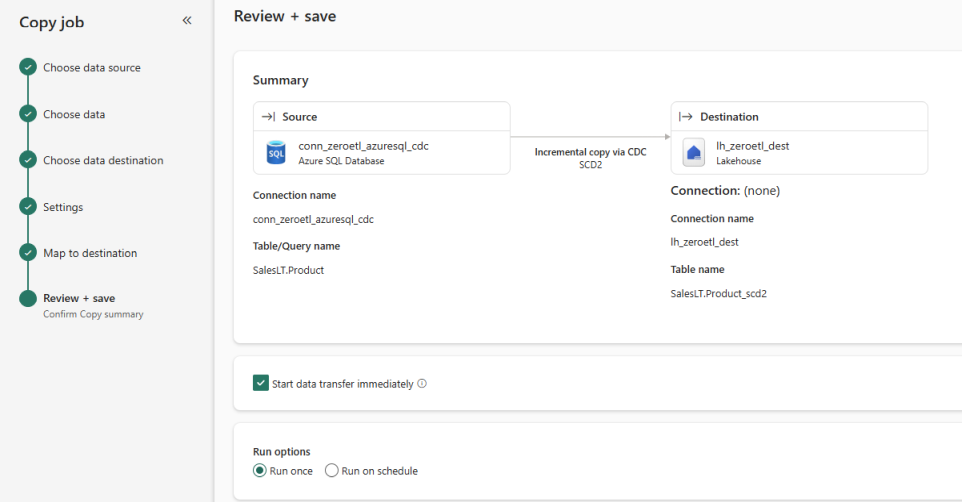 Copy job
«
Choose data source
Choose data
Choose data destination
Settings
Map to destination
Review + save
Confirm Copy summary
Review + save
Summary
Source
SQL
conn_zeroetl_azuresql_cdc
Azure SQL Database
Incremental copy via CDC
SCD2
Destination
lh_zeroetl_dest
Lakehouse
Connection name
conn_zeroetl_azuresql_cdc
Table/Query name
SalesLT.Product
Connection: (none)
Connection name
lh_zeroetl_dest
Table name
SalesLT.Product_scd2
Start data transfer immediately
Run options
Run once
Run on schedule